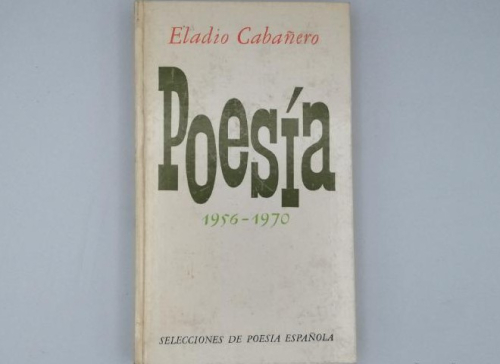 Eladio Cabañero
Poesía
1956-1970
SELECCIONES DE POESIA ESPAÑOLA